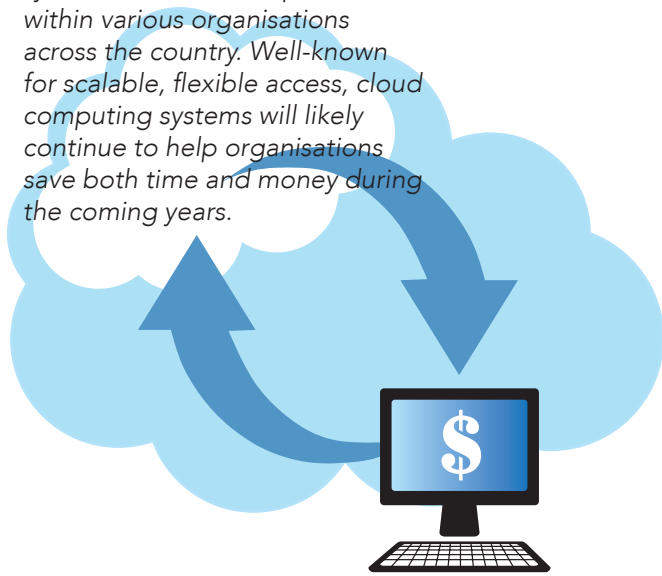 within various organisations
across the country. Well-known
for scalable, flexible access, cloud
computing systems will likely
continue to help organisations
save both time and money during
the coming years.
$